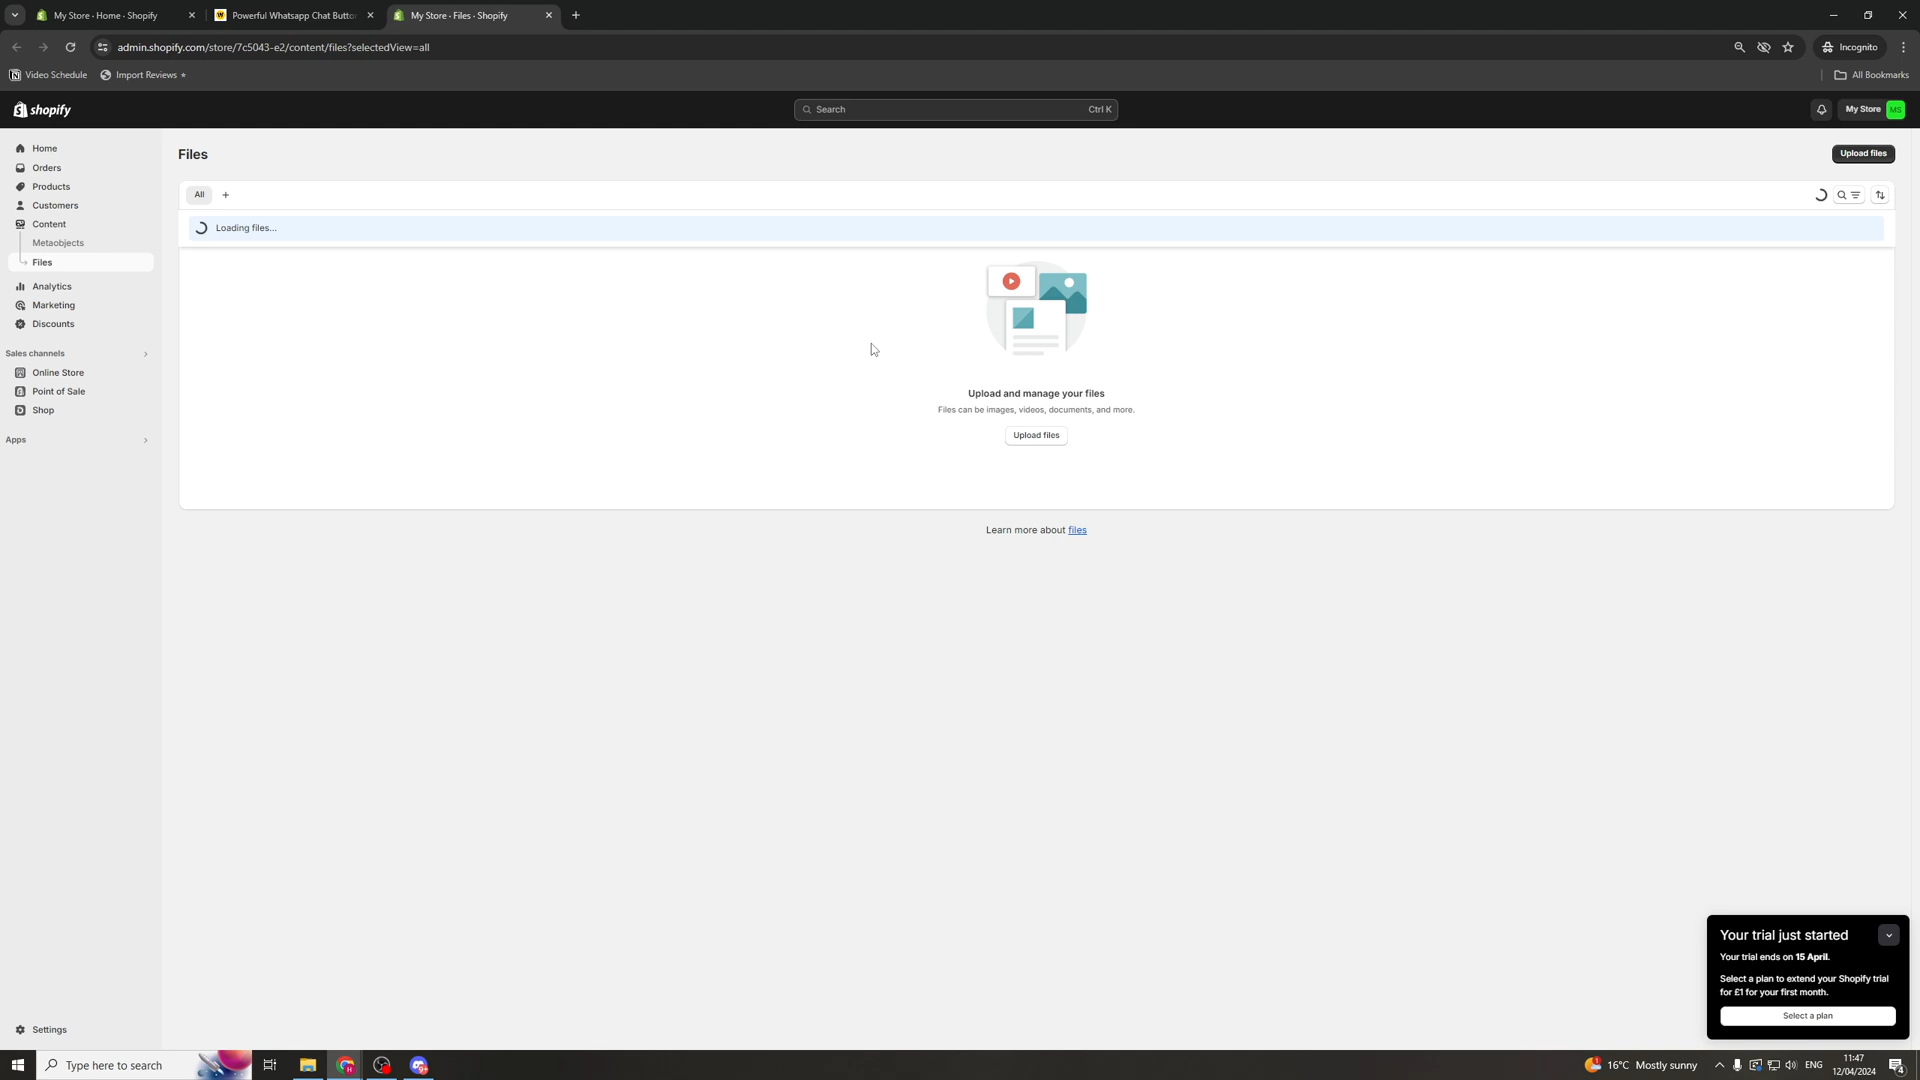 My Store · Home · Shopify
Powerful Whatsapp Chat Button
My Store · Files · Shopify
admin.shopify.com/store/7c5043-e2/content/files?selectedView=all
Incognito
Video Schedule
Import Reviews ⭑
All Bookmarks
shopify
Search
Ctrl K
My Store
MS
Home
Orders
Products
Customers
Content
Metaobjects
Files
Analytics
Marketing
Discounts
Sales channels
Online Store
Point of Sale
Shop
Apps
Settings
Files
Upload files
All
Loading files...
Upload and manage your files
Files can be images, videos, documents, and more.
Upload files
Learn more about files
Your trial just started
Your trial ends on 15 April.
Select a plan to extend your Shopify trial
for £1 for your first month.
Select a plan
Type here to search
16°C Mostly sunny
ENG
11:47
12/04/2024